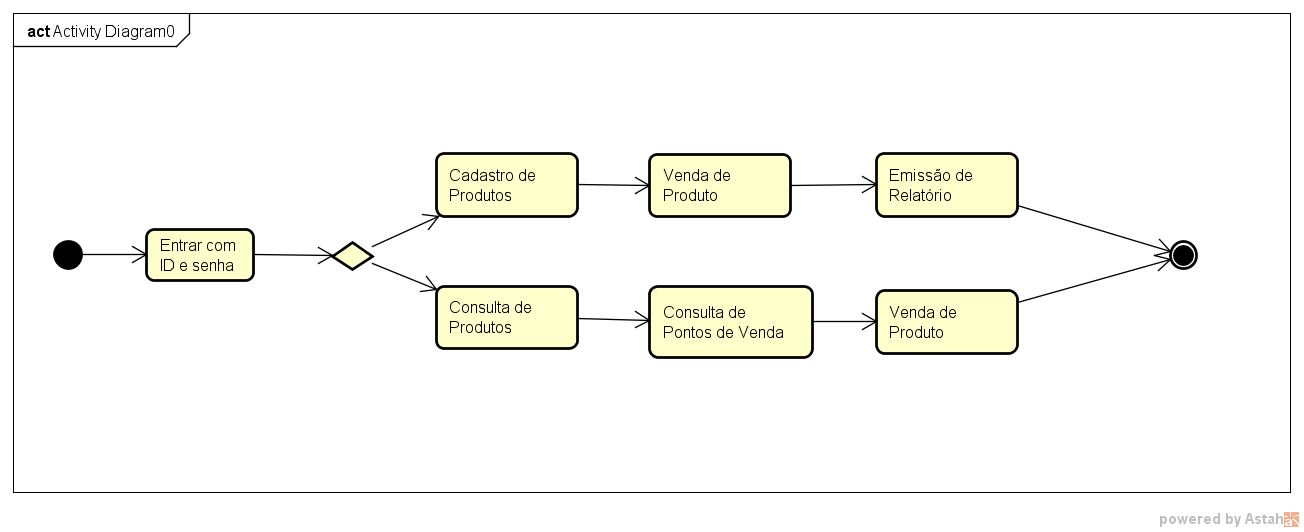 act Activity Diagram0
Entrar com
ID e senha
Cadastro de
Produtos
Venda de
Produto
Emissão de
Relatório
Consulta de
Produtos
Consulta de
Pontos de Venda
Venda de
Produto
powered by Astah